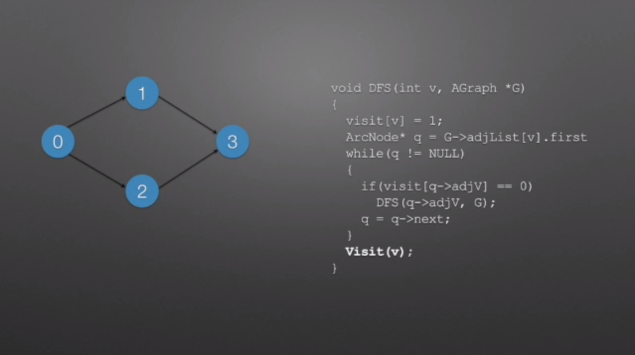 1
0
3
2
void DFS(int v, AGraph *G)
{
visit[v] = 1;
ArcNode* q = G->adjList[v].first
while(q != NULL)
{
if(visit[q->adjV] == 0)
DFS(q->adjV, G);
q = q->next;
}
Visit(v);
}